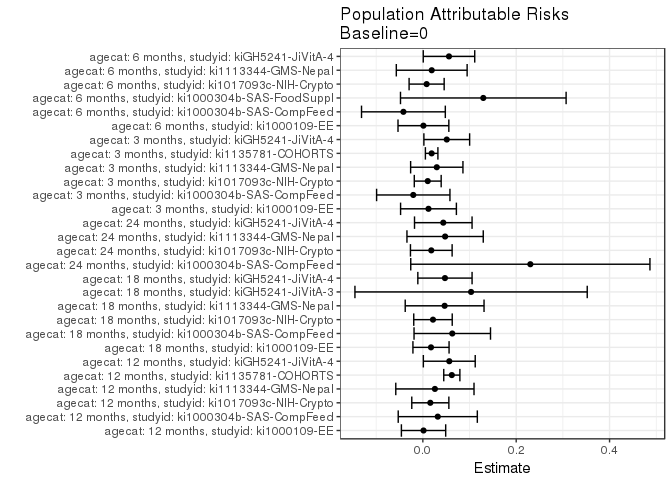 Population Attributable Risks
Baseline=0
agecat: 6 months, studyid: kiGH5241-JiVitA-4
agecat: 6 months, studyid: ki1113344-GMS-Nepal
agecat: 6 months, studyid: ki1017093c-NIH-Crypto
agecat: 6 months, studyid: ki1000304b-SAS-FoodSuppl
agecat: 6 months, studyid: ki1000304b-SAS-CompFeed
agecat: 6 months, studyid: ki1000109-EE
agecat: 3 months, studyid: kiGH5241-JiVitA-4
agecat: 3 months, studyid: ki1135781-COHORTS
agecat: 3 months, studyid: ki1113344-GMS-Nepal
agecat: 3 months, studyid: ki1017093c-NIH-Crypto
agecat: 3 months, studyid: ki1000304b-SAS-CompFeed
agecat: 3 months, studyid: ki1000109-EE
agecat: 24 months, studyid: kiGH5241-JiVitA-4
agecat: 24 months, studyid: ki1113344-GMS-Nepal
agecat: 24 months, studyid: ki1017093c-NIH-Crypto
agecat: 24 months, studyid: ki1000304b-SAS-CompFeed
agecat: 18 months, studyid: kiGH5241-JiVitA-4
agecat: 18 months, studyid: kiGH5241-JiVitA-3
agecat: 18 months, studyid: ki1113344-GMS-Nepal
agecat: 18 months, studyid: ki1017093c-NIH-Crypto
agecat: 18 months, studyid: ki1000304b-SAS-CompFeed
agecat: 18 months, studyid: ki1000109-EE
agecat: 12 months, studyid: kiGH5241-JiVitA-4
agecat: 12 months, studyid: ki1135781-COHORTS
agecat: 12 months, studyid: ki1113344-GMS-Nepal
agecat: 12 months, studyid: ki1017093c-NIH-Crypto
agecat: 12 months, studyid: ki1000304b-SAS-CompFeed
agecat: 12 months, studyid: ki1000109-EE
0.0 0.2 0.4
Estimate